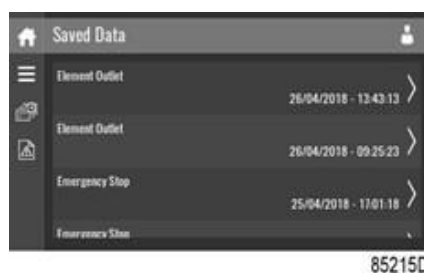 Saved Data
Element Outlet
26/04/2018 - 13:43:13
Element Outlet
26/04/2018 - 09:25:23
Emergency Stop
25/04/2018 - 17:01:18
Emergency Stop
85215D